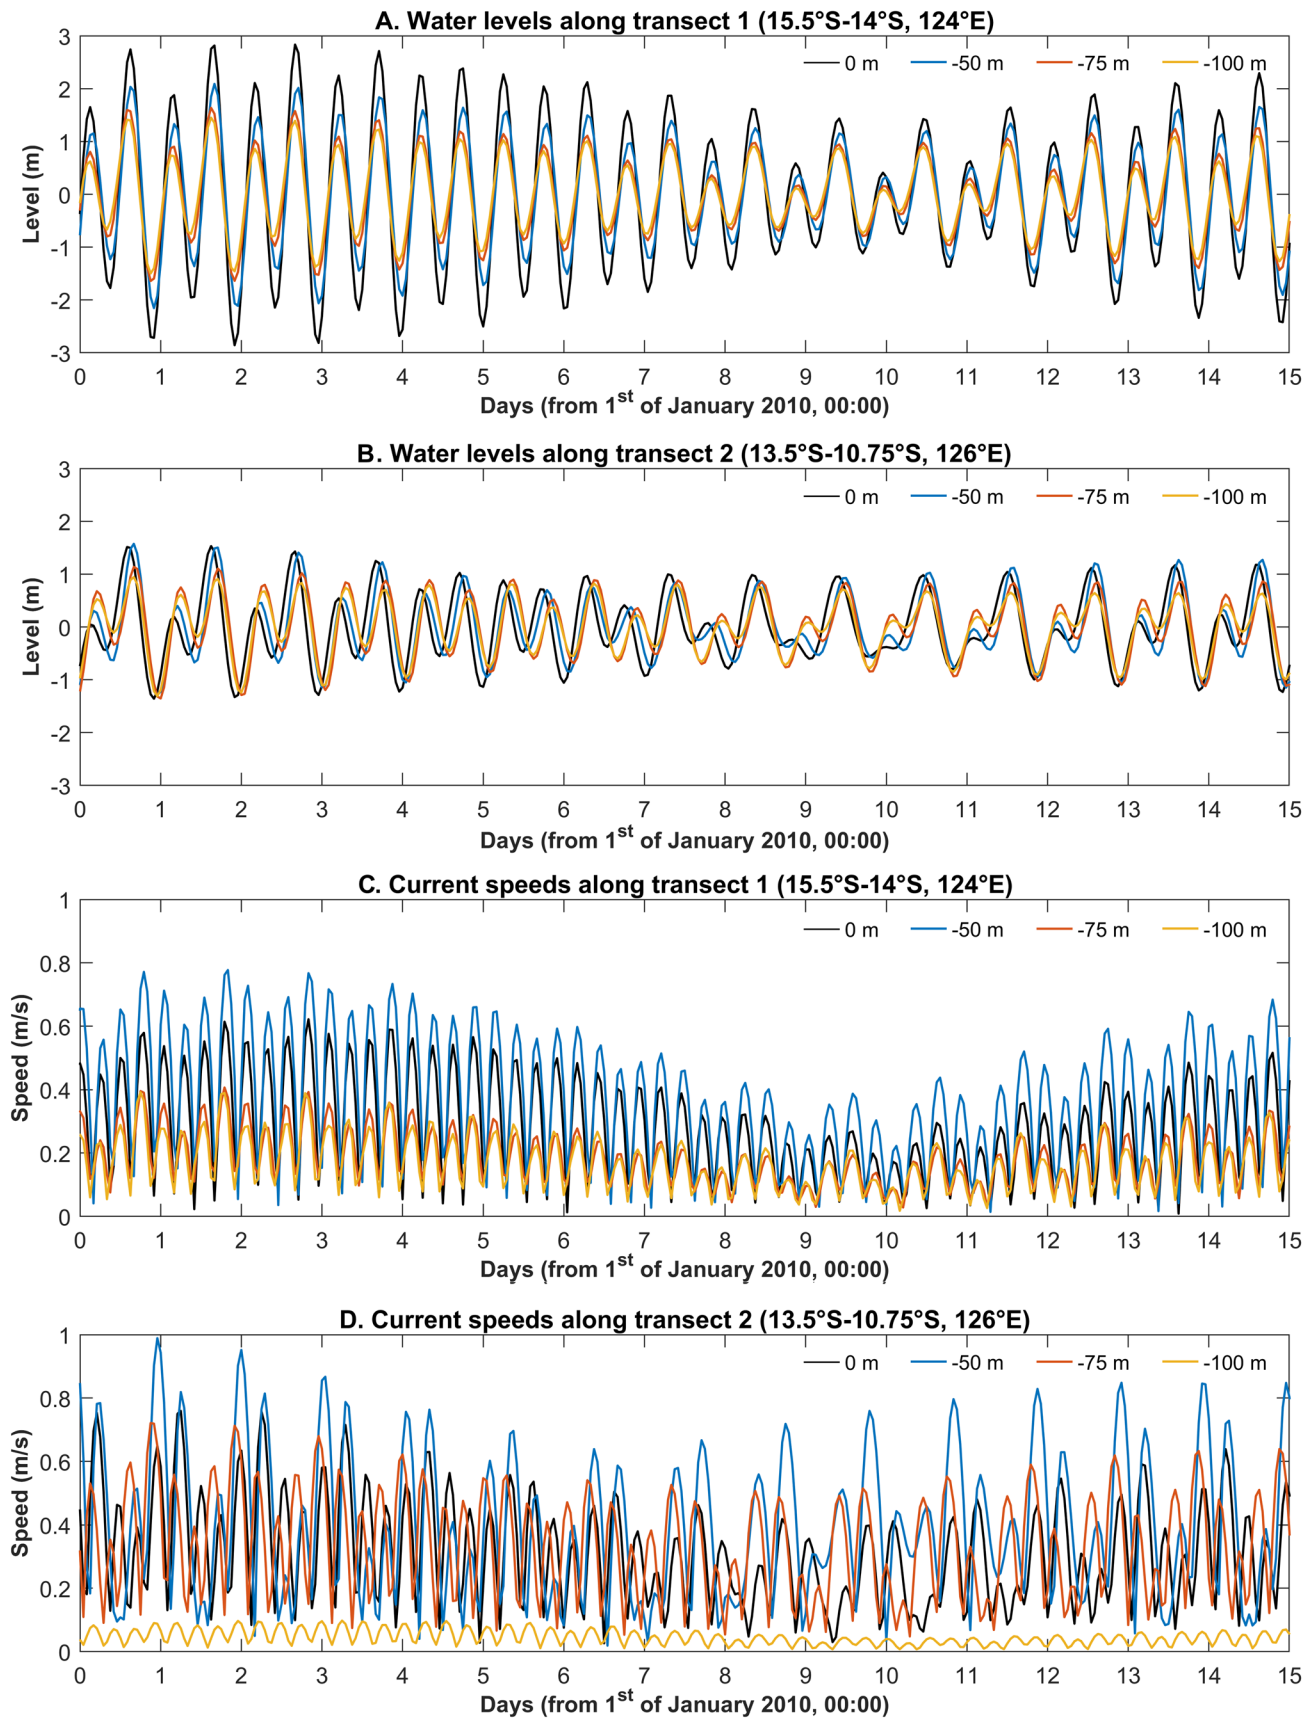 A. Water levels along transect 1 (15.5°S-14°S, 124°E)
0 m -50 m -75 m -100 m
3
2
1
0
-1
-2
-3
Level (m)
0 1 2 3 4 5 6 7 8 9 10 11 12 13 14 15
Days (from 1st of January 2010, 00:00)
B. Water levels along transect 2 (13.5°S-10.75°S, 126°E)
0 m -50 m -75 m -100 m
3
2
1
0
-1
-2
-3
Level (m)
0 1 2 3 4 5 6 7 8 9 10 11 12 13 14 15
Days (from 1st of January 2010, 00:00)
C. Current speeds along transect 1 (15.5°S-14°S, 124°E)
0 m -50 m -75 m -100 m
1
0.8
0.6
0.4
0.2
0
Speed (m/s)
0 1 2 3 4 5 6 7 8 9 10 11 12 13 14 15
Days (from 1st of January 2010, 00:00)
D. Current speeds along transect 2 (13.5°S-10.75°S, 126°E)
0 m -50 m -75 m -100 m
1
0.8
0.6
0.4
0.2
0
Speed (m/s)
0 1 2 3 4 5 6 7 8 9 10 11 12 13 14 15
Days (from 1st of January 2010, 00:00)